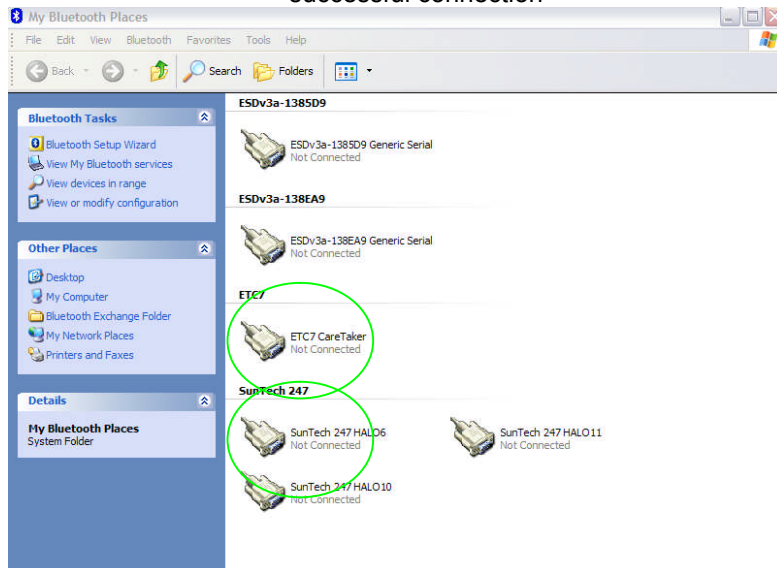 successful connection
My Bluetooth Places
File Edit View Bluetooth Favorites Tools Help
Back Search Folders
Bluetooth Tasks
Bluetooth Setup Wizard
View My Bluetooth services
View devices in range
View or modify configuration
Other Places
Desktop
My Computer
Bluetooth Exchange Folder
My Network Places
Printers and Faxes
Details
My Bluetooth Places
System Folder
ESDv3a-1385D9
ESDv3a-1385D9 Generic Serial
Not Connected
ESDv3a-138EA9
ESDv3a-138EA9 Generic Serial
Not Connected
ETC7
ETC7 CareTaker
Not Connected
SunTech 247
SunTech 247 HALO6
Not Connected
SunTech 247 HALO11
Not Connected
SunTech 247 HALO10
Not Connected